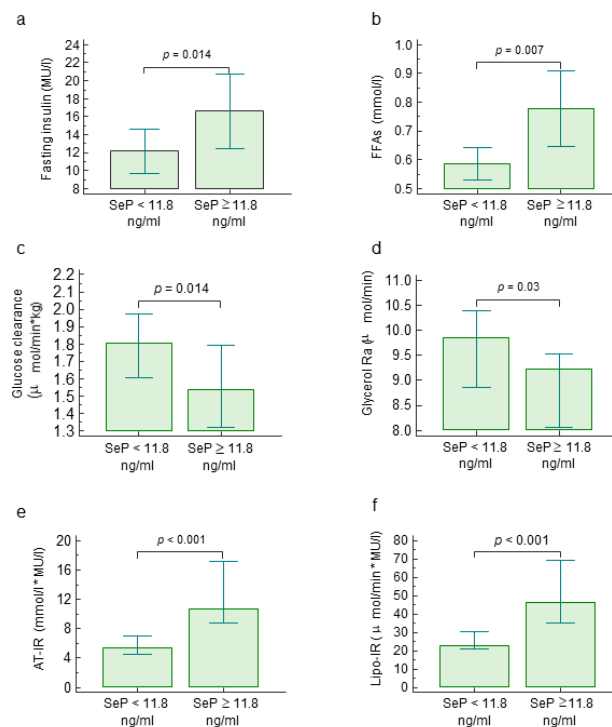 a
Fasting insulin (MU/l)
24
22
20
18
16
14
12
10
8
p = 0.014
SeP < 11.8
ng/ml
SeP ≥ 11.8
ng/ml
b
FFAs (mmol/l)
1.0
0.9
0.8
0.7
0.6
0.5
p = 0.007
SeP < 11.8
ng/ml
SeP ≥ 11.8
ng/ml
c
Glucose clearance
(μ mol/min*kg)
2.2
2.1
2.0
1.9
1.8
1.7
1.6
1.5
1.4
1.3
p = 0.014
SeP < 11.8
ng/ml
SeP ≥ 11.8
ng/ml
d
Glycerol Ra (μ mol/min)
11.0
10.5
10.0
9.5
9.0
8.5
8.0
p = 0.03
SeP < 11.8
ng/ml
SeP ≥ 11.8
ng/ml
e
AT-IR (mmol/l * MU/l)
20
16
12
8
4
0
p < 0.001
SeP < 11.8
ng/ml
SeP ≥ 11.8
ng/ml
f
Lipo-IR ( μ mol/min * MU/l)
80
70
60
50
40
30
20
10
0
p < 0.001
SeP < 11.8
ng/ml
SeP ≥ 11.8
ng/ml